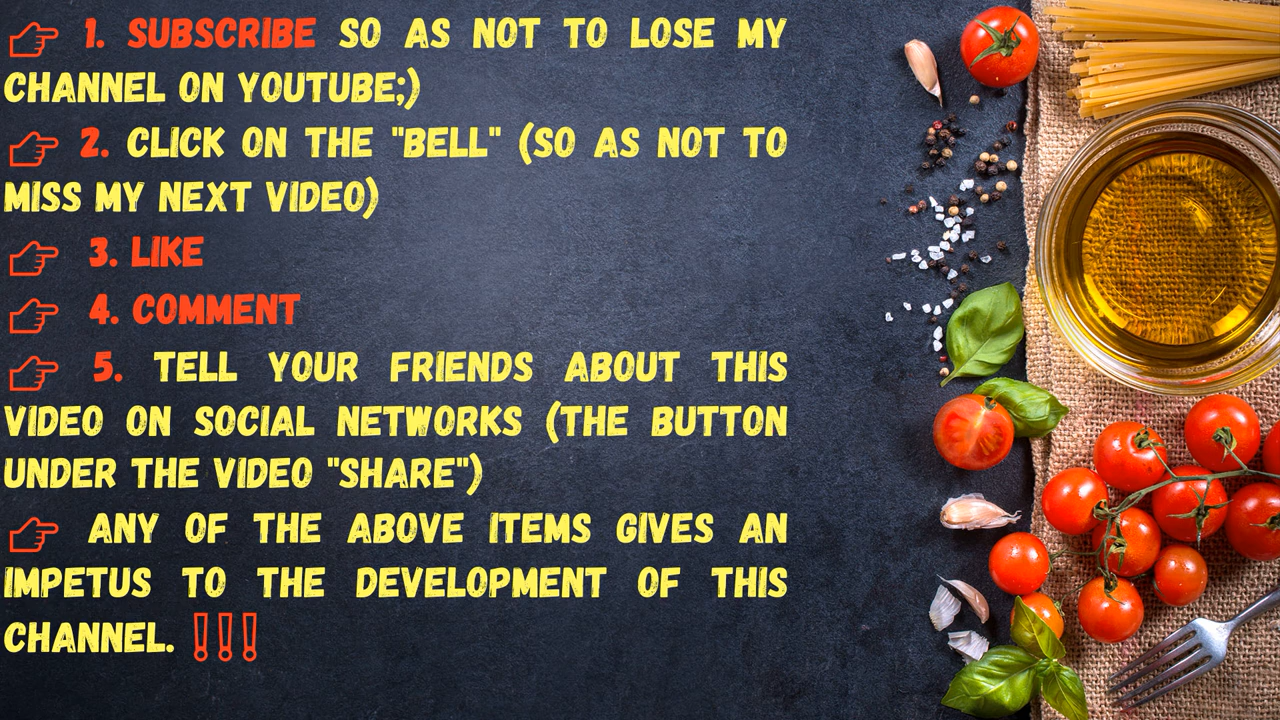 👉 1. SUBSCRIBE SO AS NOT TO LOSE MY
CHANNEL ON YOUTUBE;)
👉 2. CLICK ON THE "BELL" (SO AS NOT TO
MISS MY NEXT VIDEO)
👉 3. LIKE
👉 4. COMMENT
👉 5. TELL YOUR FRIENDS ABOUT THIS
VIDEO ON SOCIAL NETWORKS (THE BUTTON
UNDER THE VIDEO "SHARE")
👉 ANY OF THE ABOVE ITEMS GIVES AN
IMPETUS TO THE DEVELOPMENT OF THIS
CHANNEL. ❗❗❗